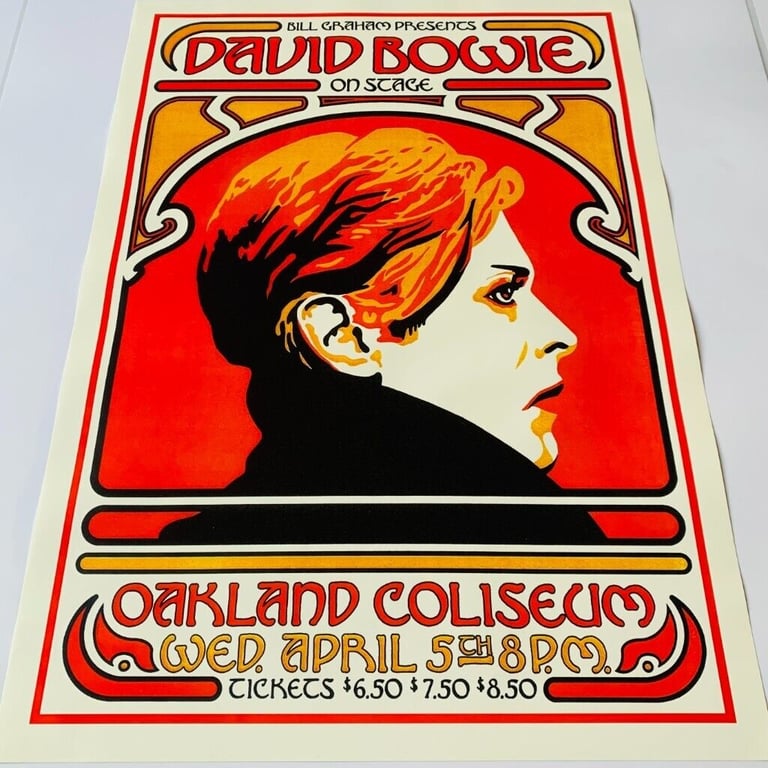 BILL GRAHAM PRESENTS
DAVID BOWIE
ON STAGE
OAKLAND COLISEUM
WED. APRIL 5TH 8 P.M.
TICKETS $6.50 $7.50 $8.50